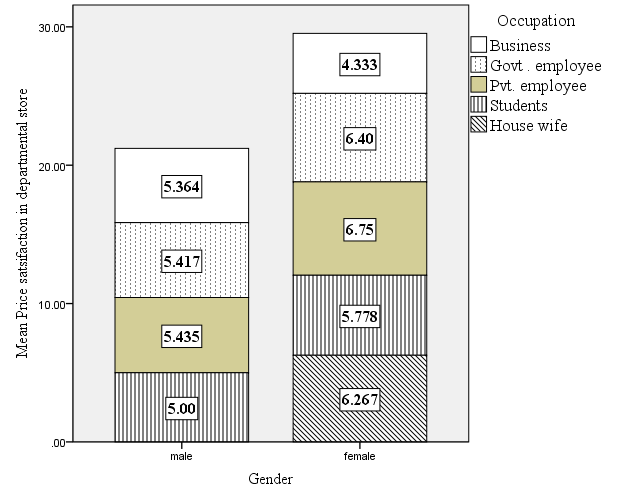 30.00
20.00
10.00
.00
Mean Price satsifaction in departmental store
5.364
5.417
5.435
5.00
4.333
6.40
6.75
5.778
6.267
male
female
Gender
Occupation
Business
Govt . employee
Pvt. employee
Students
House wife